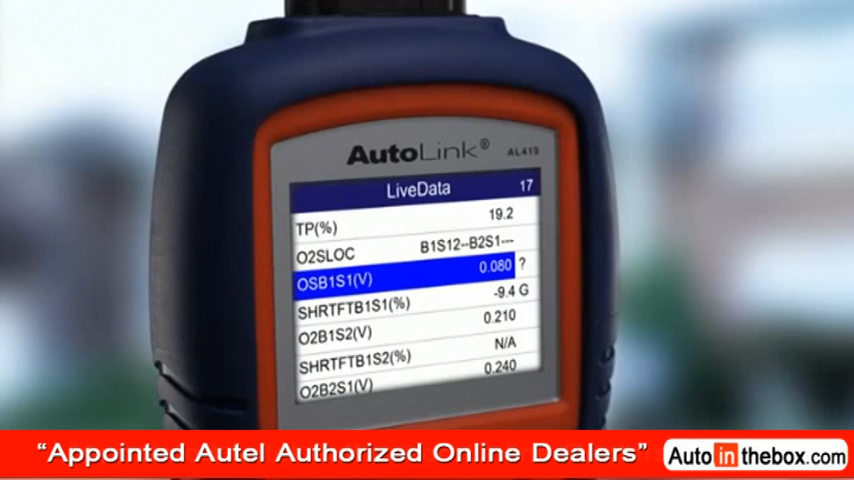 AutoLink® AL419
LiveData 17
TP(%) 19.2
O2SLOC B1S12--B2S1---
OSB1S1(V) 0.080 ?
SHRTFTB1S1(%) -9.4 G
O2B1S2(V) 0.210
SHRTFTB1S2(%) N/A
O2B2S1(V) 0.240
“Appointed Autel Authorized Online Dealers” Autointhebox.com